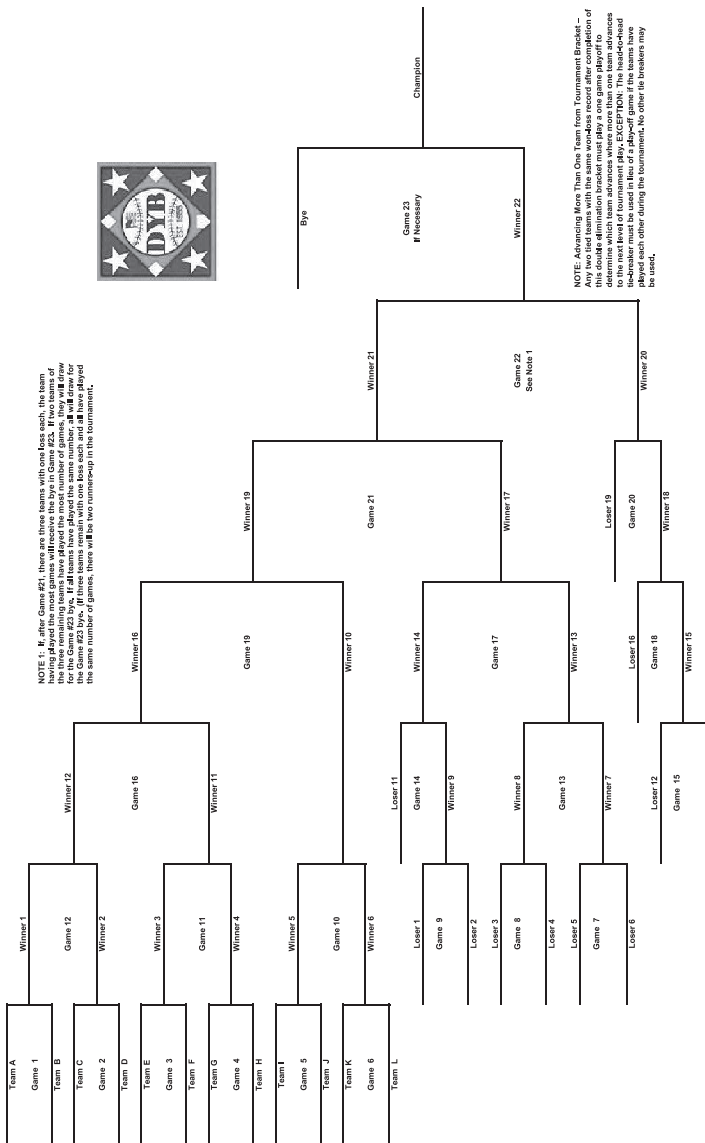 NOTE 1: If, after Game #21, there are three teams with one loss each, the team
having played the most games will receive the bye in Game #23. If two teams of
the three remaining teams have played the most number of games, they will draw
for the Game #23 bye. If all teams have played the same number, all will draw for
the Game #23 bye. (If three teams remain with one loss each and all have played
the same number of games, there will be two runners-up in the tournament.
DYB
EST. 1955
Team A
Game 1
Team B
Team C
Game 2
Team D
Team E
Game 3
Team F
Team G
Game 4
Team H
Team I
Game 5
Team J
Team K
Game 6
Team L
Winner 1
Game 12
Winner 2
Winner 3
Game 11
Winner 4
Winner 5
Game 10
Winner 6
Loser 1
Game 9
Loser 2
Loser 3
Game 8
Loser 4
Loser 5
Game 7
Loser 6
Winner 12
Game 16
Winner 11
Loser 11
Game 14
Winner 9
Winner 8
Game 13
Winner 7
Loser 12
Game 15
Winner 16
Game 19
Winner 10
Winner 14
Game 17
Winner 13
Loser 16
Game 18
Winner 15
Winner 19
Game 21
Winner 17
Loser 19
Game 20
Winner 18
Winner 21
Game 22
See Note 1
Winner 20
Bye
Game 23
If Necessary
Winner 22
Champion
NOTE: Advancing More Than One Team from Tournament Bracket –
Any two tied teams with the same won-loss record after completion of
this double elimination bracket must play a one game playoff to
determine which team advances where more than one team advances
to the next level of tournament play. EXCEPTION: The head-to-head
tie-breaker must be used in lieu of a play-off game if the teams have
played each other during the tournament. No other tie breakers may
be used.